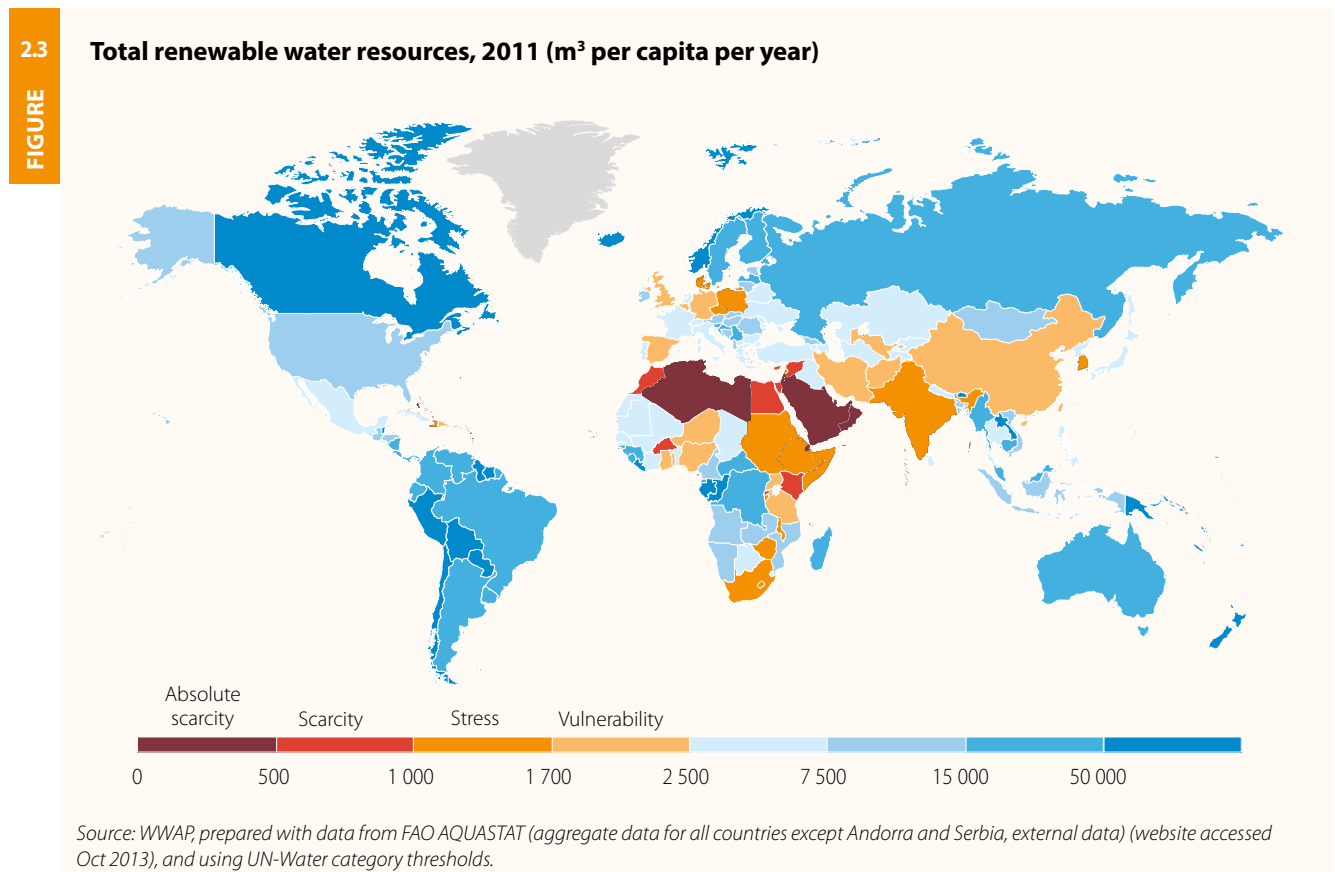 2.3
FIGURE
Total renewable water resources, 2011 (m³ per capita per year)
Absolute
scarcity
Scarcity
Stress
Vulnerability
0
500
1 000
1 700
2 500
7 500
15 000
50 000
Source: WWAP, prepared with data from FAO AQUASTAT (aggregate data for all countries except Andorra and Serbia, external data) (website accessed
Oct 2013), and using UN-Water category thresholds.